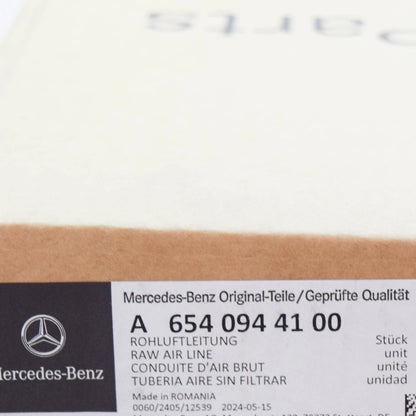 Parts
Mercedes-Benz Original-Teile/Geprüfte Qualität
A 654 094 41 00
ROHLUFTLEITUNG Stück
RAW AIR LINE unit
CONDUITE D'AIR BRUT unité
TUBERIA AIRE SIN FILTRAR unidad
Mercedes-Benz
Made in ROMANIA
0060/2405/12539 2024-05-15